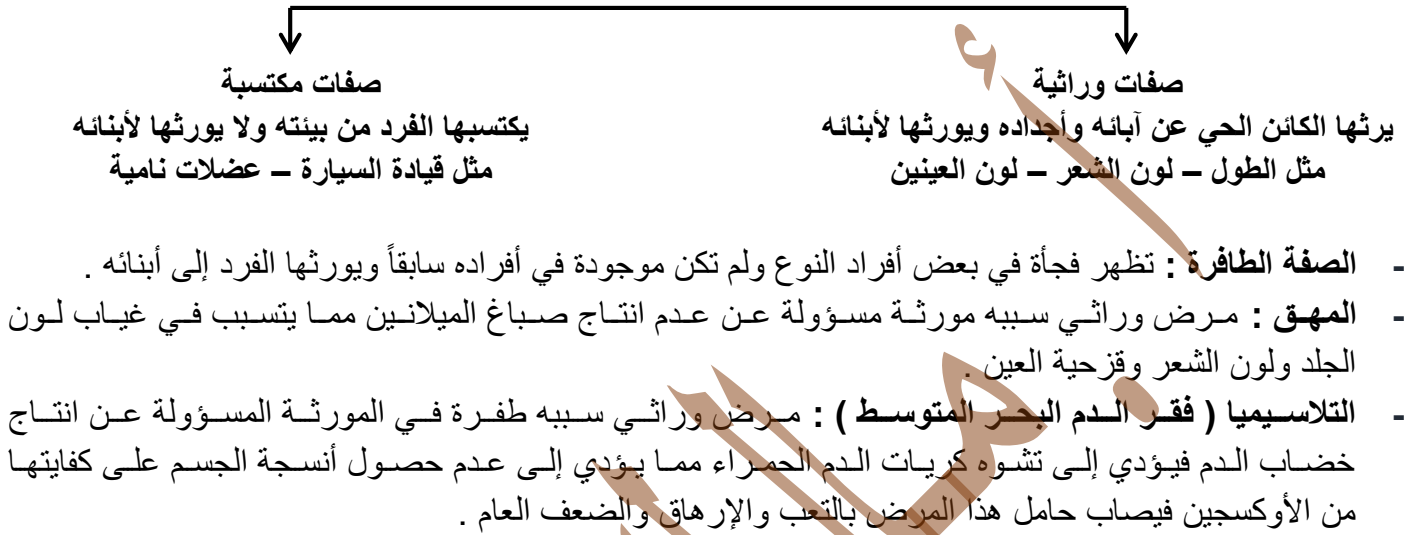 صفات وراثية
يرثها الكائن الحي عن آبائه وأجداده ويورثها لأبنائه
مثل الطول – لون الشعر – لون العينين
صفات مكتسبة
يكتسبها الفرد من بيئته ولا يورثها لأبنائه
مثل قيادة السيارة – عضلات نامية
- الصفة الطافرة : تظهر فجأة في بعض أفراد النوع ولم تكن موجودة في أفراده سابقاً ويورثها الفرد إلى أبنائه .
- المهق : مرض وراثي سببه مورثة مسؤولة عن عدم انتاج صباغ الميلانين مما يتسبب في غياب لون
الجلد ولون الشعر وقزحية العين .
- التلاسيميا ( فقر الدم البحر المتوسط ) : مرض وراثي سببه طفرة في المورثة المسؤولة عن انتاج
خضاب الدم فيؤدي إلى تشوه كريات الدم الحمراء مما يؤدي إلى عدم حصول أنسجة الجسم على كفايتها
من الأوكسجين فيصاب حامل هذا المرض بالتعب والإرهاق والضعف العام .